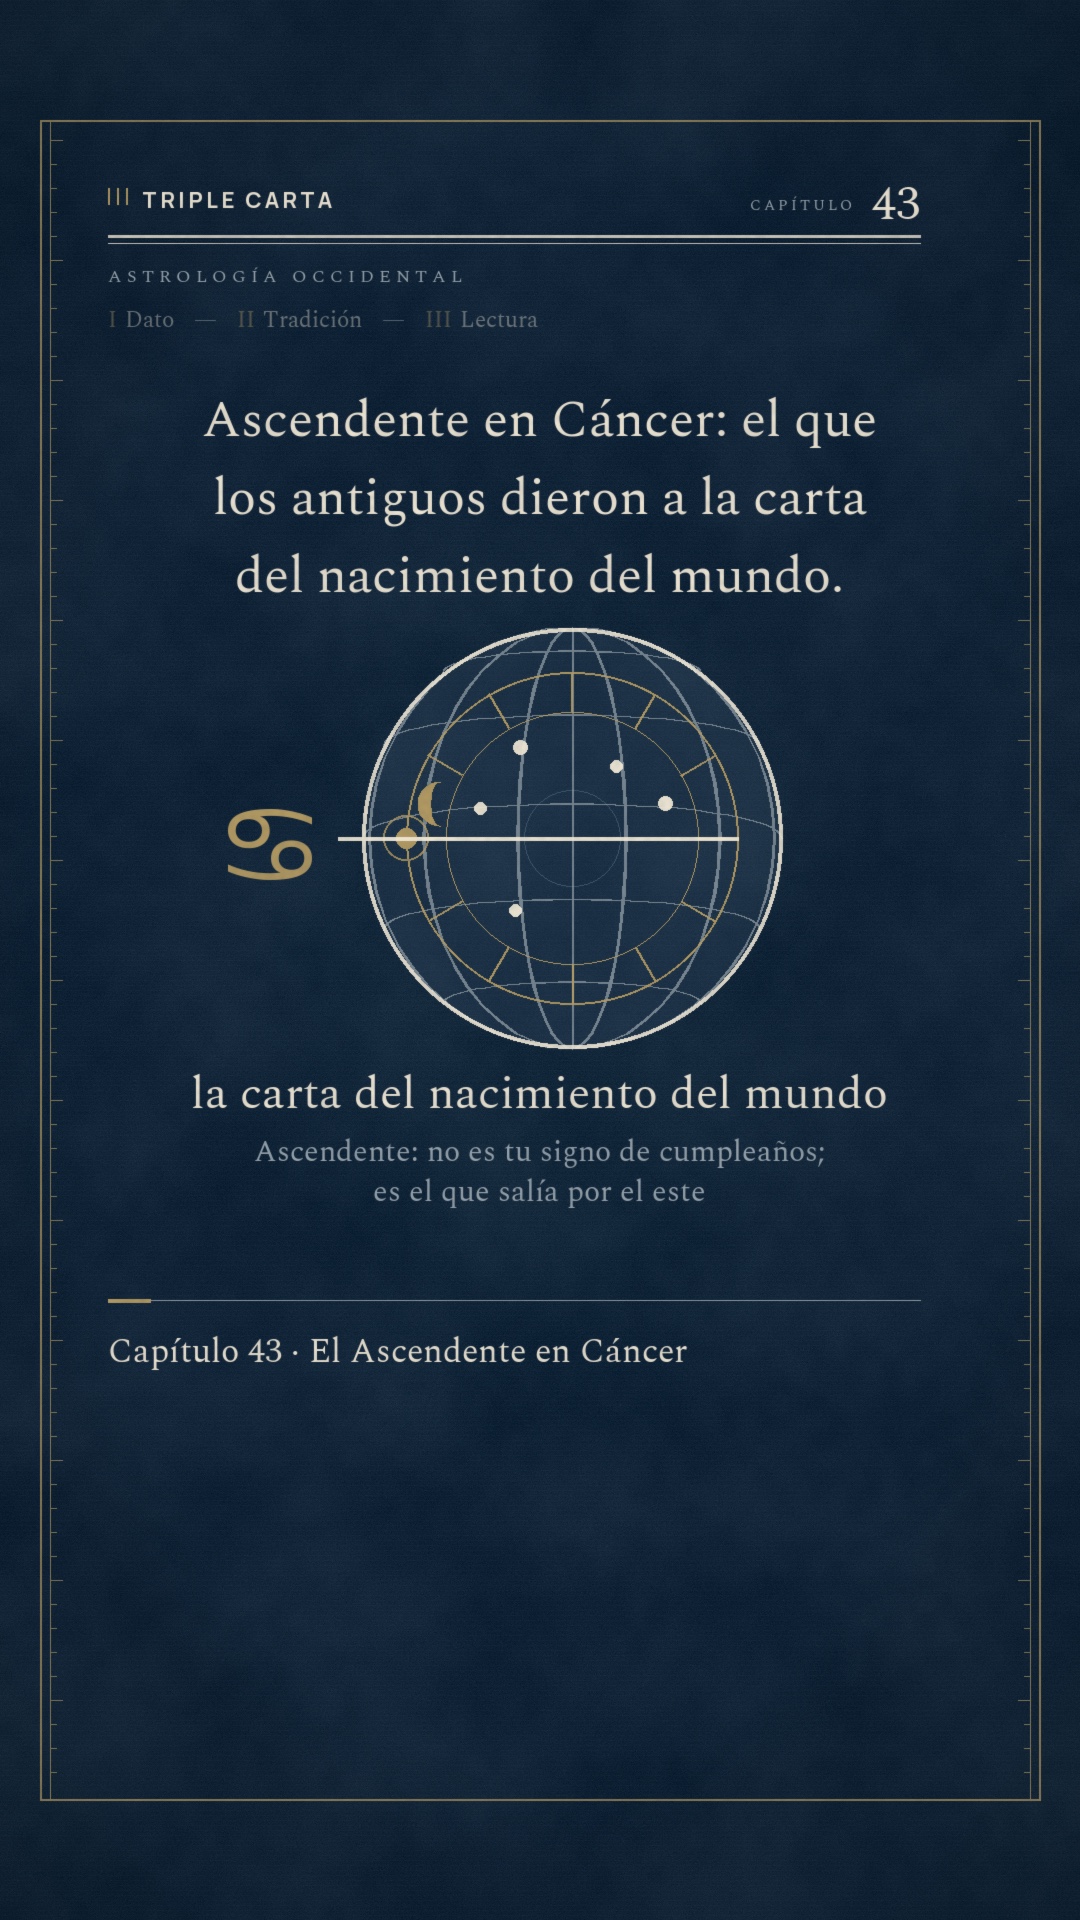 III TRIPLE CARTA
CAPÍTULO 43
ASTROLOGÍA OCCIDENTAL
I Dato — II Tradición — III Lectura
Ascendente en Cáncer: el que
los antiguos dieron a la carta
del nacimiento del mundo.
♋
la carta del nacimiento del mundo
Ascendente: no es tu signo de cumpleaños;
es el que salía por el este
Capítulo 43 · El Ascendente en Cáncer